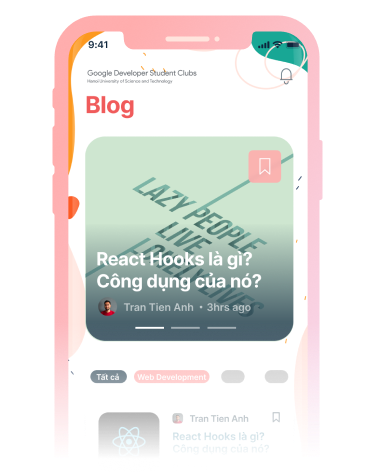 9:41
Google Developer Student Clubs
Hanoi University of Science and Technology
Blog
LAZY PEOPLE
LIVE
LONELY LIVES
React Hooks là gì?
Công dụng của nó?
Tran Tien Anh • 3hrs ago
Tất cả
Web Development
Tran Tien Anh
React Hooks là gì?
Công dụng của nó?